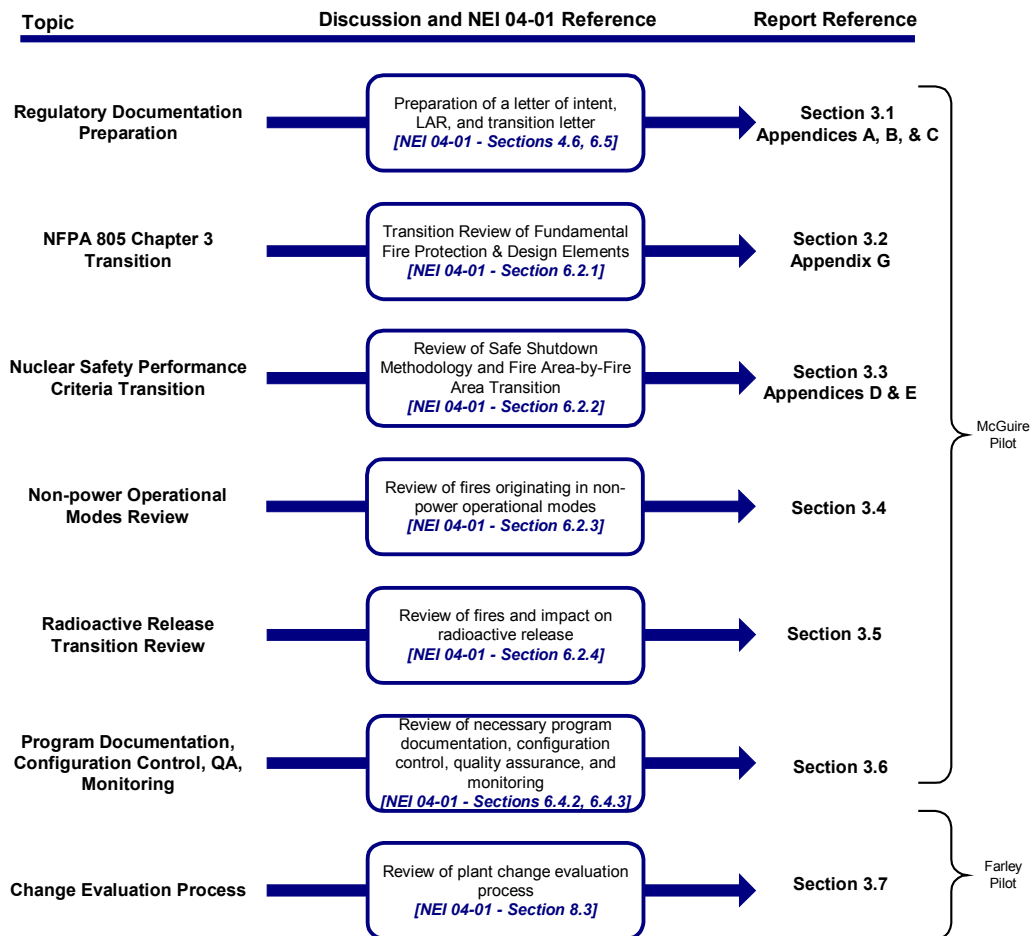 Topic
Discussion and NEI 04-01 Reference
Report Reference
Regulatory Documentation
Preparation
Preparation of a letter of intent,
LAR, and transition letter
[NEI 04-01 - Sections 4.6, 6.5]
Section 3.1
Appendices A, B, & C
NFPA 805 Chapter 3
Transition
Transition Review of Fundamental
Fire Protection & Design Elements
[NEI 04-01 - Section 6.2.1]
Section 3.2
Appendix G
Nuclear Safety Performance
Criteria Transition
Review of Safe Shutdown
Methodology and Fire Area-by-Fire
Area Transition
[NEI 04-01 - Section 6.2.2]
Section 3.3
Appendices D & E
McGuire
Pilot
Non-power Operational
Modes Review
Review of fires originating in non-
power operational modes
[NEI 04-01 - Section 6.2.3]
Section 3.4
Radioactive Release
Transition Review
Review of fires and impact on
radioactive release
[NEI 04-01 - Section 6.2.4]
Section 3.5
Program Documentation,
Configuration Control, QA,
Monitoring
Review of necessary program
documentation, configuration
control, quality assurance, and
monitoring
[NEI 04-01 - Sections 6.4.2, 6.4.3]
Section 3.6
Change Evaluation Process
Review of plant change evaluation
process
[NEI 04-01 - Section 8.3]
Section 3.7
Farley
Pilot